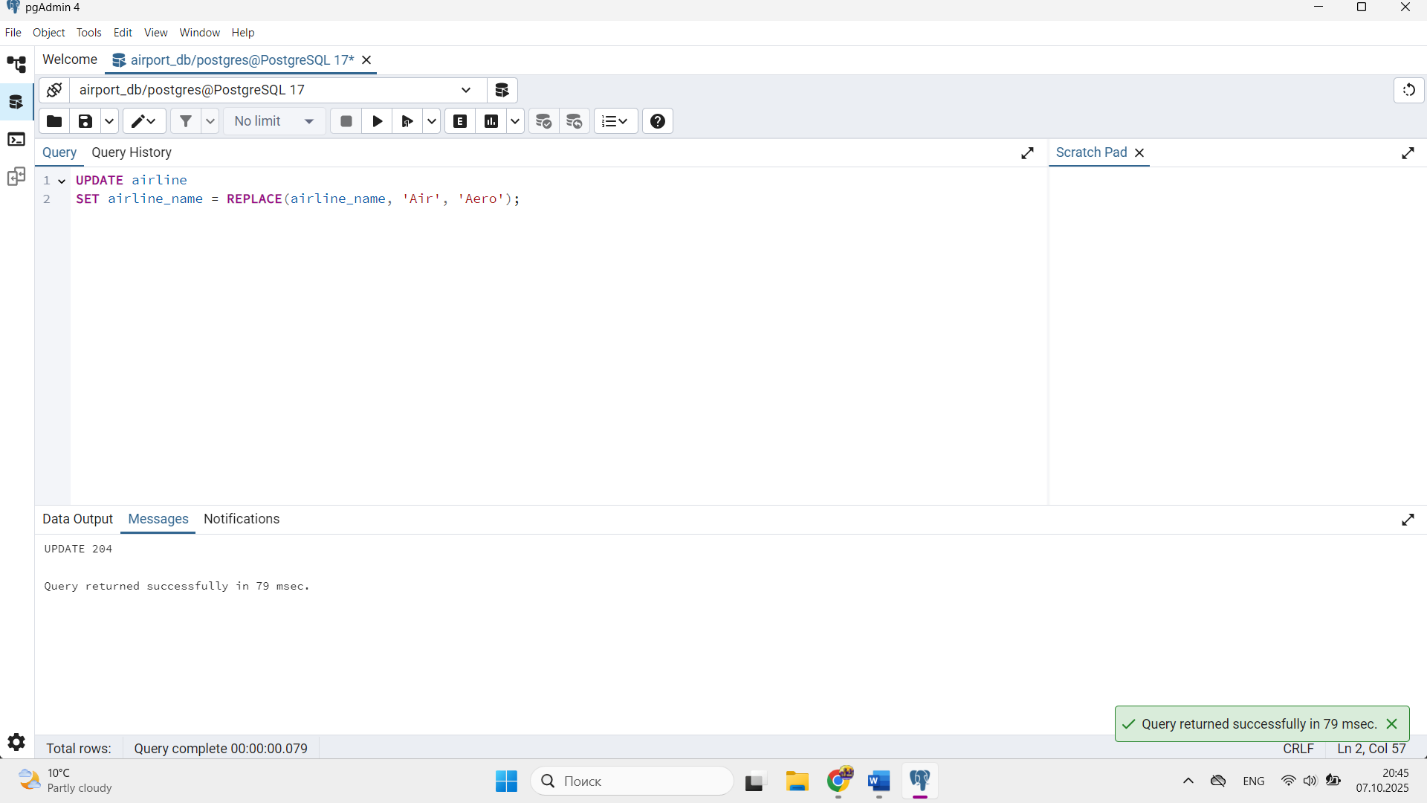 pgAdmin 4
File Object Tools Edit View Window Help
Welcome airport_db/postgres@PostgreSQL 17*
airport_db/postgres@PostgreSQL 17
No limit
E
Query Query History
Scratch Pad
1 UPDATE airline
2 SET airline_name = REPLACE(airline_name, 'Air', 'Aero');
Data Output Messages Notifications
UPDATE 204
Query returned successfully in 79 msec.
Query returned successfully in 79 msec.
Total rows: Query complete 00:00:00.079
CRLF Ln 2, Col 57
10°C
Partly cloudy
Поиск
ENG
20:45
07.10.2025